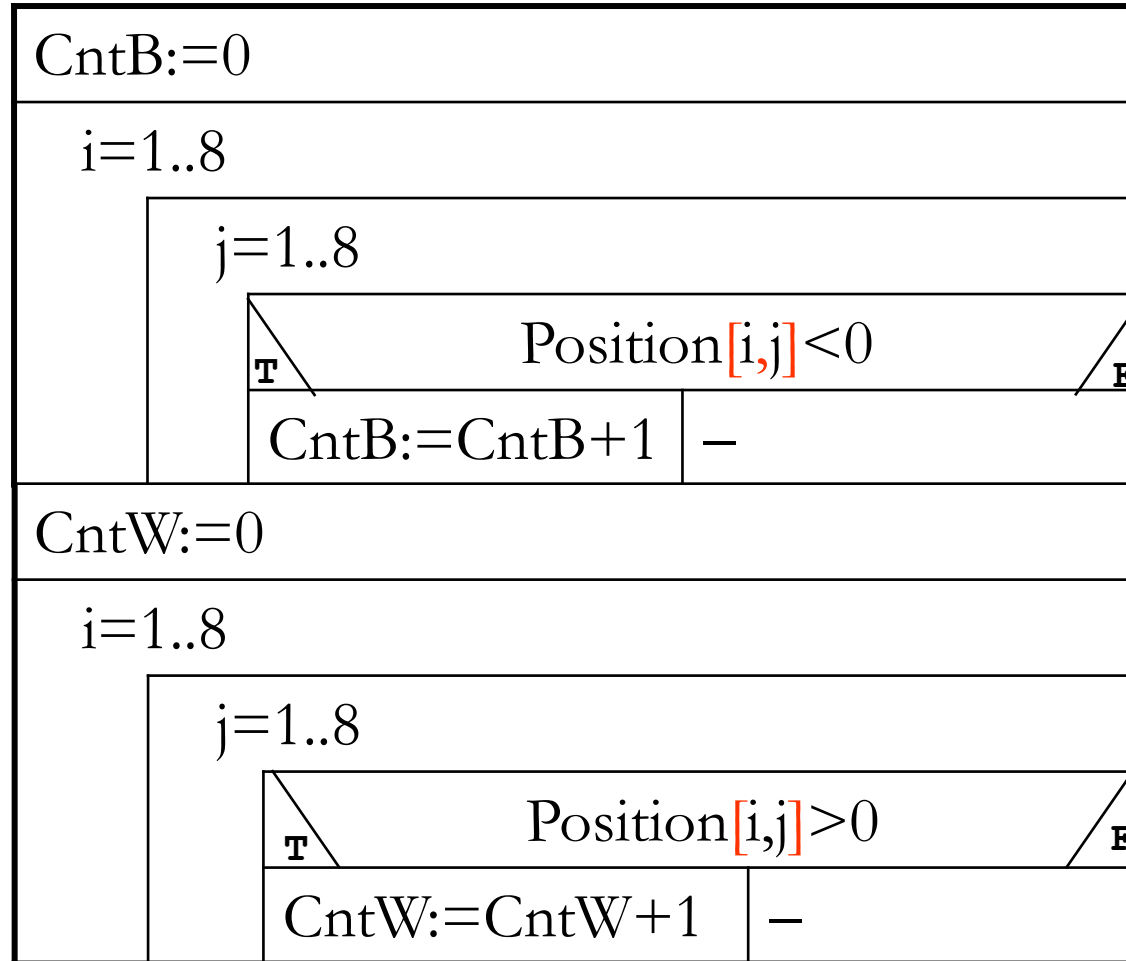 CntB:=0
i=1..8
j=1..8
Position[i,j]<0
T
CntB:=CntB+1 –
CntW:=0
i=1..8
j=1..8
Position[i,j]>0
T
CntW:=CntW+1 –